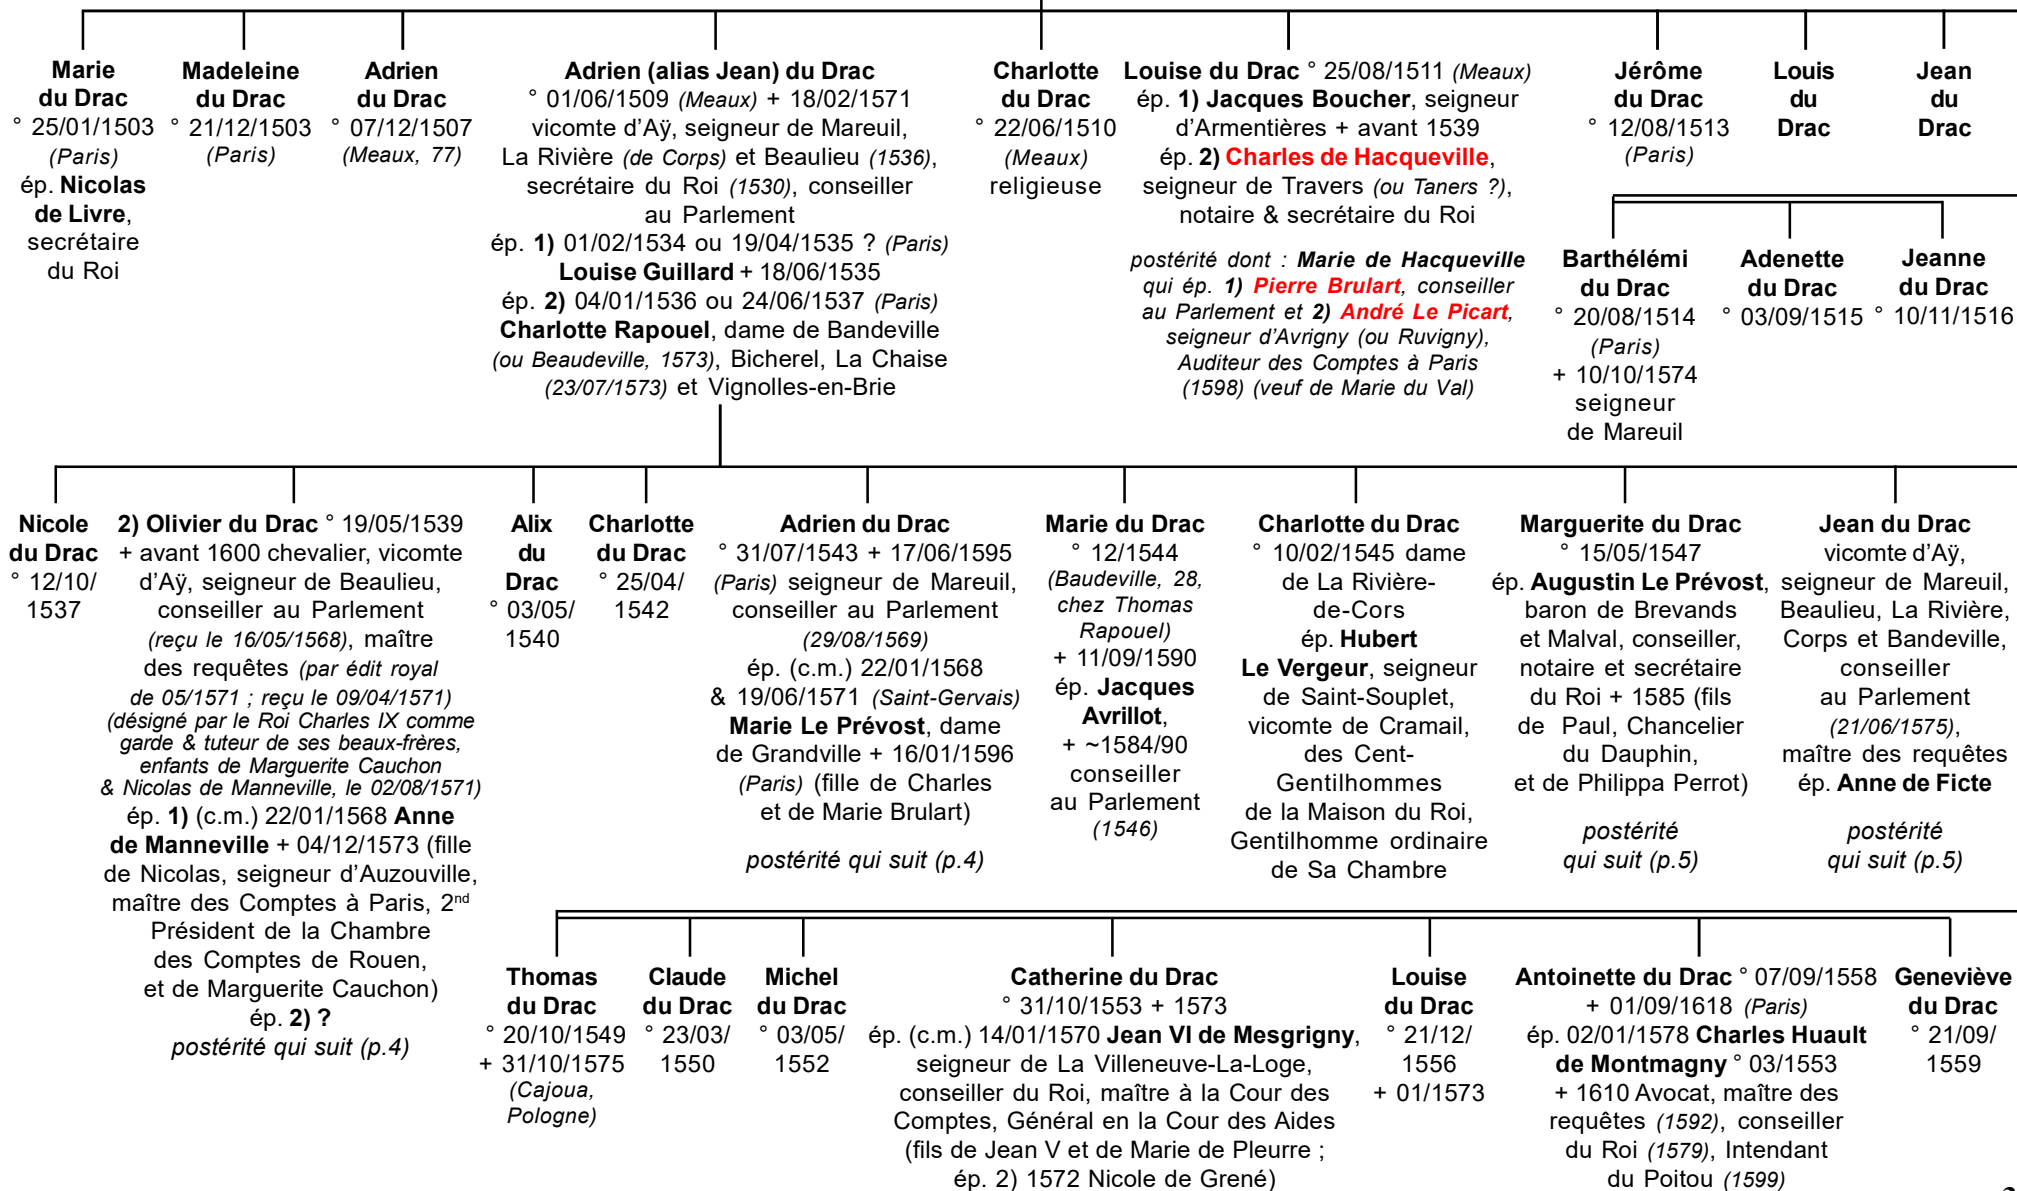 Marie
du Drac
° 25/01/1503
(Paris)
ép. Nicolas
de Livre,
secrétaire
du Roi
Madeleine
du Drac
° 21/12/1503
(Paris)
Adrien
du Drac
° 07/12/1507
(Meaux, 77)
Adrien (alias Jean) du Drac
° 01/06/1509 (Meaux) + 18/02/1571
vicomte d'Aÿ, seigneur de Mareuil,
La Rivière (de Corps) et Beaulieu (1536),
secrétaire du Roi (1530), conseiller
au Parlement
ép. 1) 01/02/1534 ou 19/04/1535 ? (Paris)
Louise Guillard + 18/06/1535
ép. 2) 04/01/1536 ou 24/06/1537 (Paris)
Charlotte Rapouel, dame de Bandeville
(ou Beaudeville, 1573), Bicherel, La Chaise
(23/07/1573) et Vignolles-en-Brie
Charlotte
du Drac
° 22/06/1510
(Meaux)
religieuse
Louise du Drac ° 25/08/1511 (Meaux)
ép. 1) Jacques Boucher, seigneur
d'Armentières + avant 1539
ép. 2) Charles de Hacqueville,
seigneur de Travers (ou Taners ?),
notaire & secrétaire du Roi
postérité dont : Marie de Hacqueville
qui ép. 1) Pierre Brulart, conseiller
au Parlement et 2) André Le Picart,
seigneur d'Avrigny (ou Ruvigny),
Auditeur des Comptes à Paris
(1598) (veuf de Marie du Val)
Jérôme
du Drac
° 12/08/1513
(Paris)
Louis
du
Drac
Jean
du
Drac
Barthélémi
du Drac
° 20/08/1514
(Paris)
+ 10/10/1574
seigneur
de Mareuil
Adenette
du Drac
° 03/09/1515
Jeanne
du Drac
° 10/11/1516
Nicole
du Drac
° 12/10/
1537
2) Olivier du Drac ° 19/05/1539
+ avant 1600 chevalier, vicomte
d'Aÿ, seigneur de Beaulieu,
conseiller au Parlement
(reçu le 16/05/1568), maître
des requêtes (par édit royal
de 05/1571 ; reçu le 09/04/1571)
(désigné par le Roi Charles IX comme
garde & tuteur de ses beaux-frères,
enfants de Marguerite Cauchon
& Nicolas de Manneville, le 02/08/1571)
ép. 1) (c.m.) 22/01/1568 Anne
de Manneville + 04/12/1573 (fille
de Nicolas, seigneur d'Auzouville,
maître des Comptes à Paris, 2nd
Président de la Chambre
des Comptes de Rouen,
et de Marguerite Cauchon)
ép. 2) ?
postérité qui suit (p.4)
Alix
du
Drac
° 03/05/
1540
Charlotte
du Drac
° 25/04/
1542
Adrien du Drac
° 31/07/1543 + 17/06/1595
(Paris) seigneur de Mareuil,
conseiller au Parlement
(29/08/1569)
ép. (c.m.) 22/01/1568
& 19/06/1571 (Saint-Gervais)
Marie Le Prévost, dame
de Grandville + 16/01/1596
(Paris) (fille de Charles
et de Marie Brulart)
postérité qui suit (p.4)
Marie du Drac
° 12/1544
(Baudeville, 28,
chez Thomas
Rapouel)
+ 11/09/1590
ép. Jacques
Avrillot,
+ ~1584/90
conseiller
au Parlement
(1546)
Charlotte du Drac
° 10/02/1545 dame
de La Rivière-
de-Cors
ép. Hubert
Le Vergeur, seigneur
de Saint-Souplet,
vicomte de Cramail,
des Cent-
Gentilhommes
de la Maison du Roi,
Gentilhomme ordinaire
de Sa Chambre
Marguerite du Drac
° 15/05/1547
ép. Augustin Le Prévost,
baron de Brevands
et Malval, conseiller,
notaire et secrétaire
du Roi + 1585 (fils
de Paul, Chancelier
du Dauphin,
et de Philippa Perrot)
postérité
qui suit (p.5)
Jean du Drac
vicomte d'Aÿ,
seigneur de Mareuil,
Beaulieu, La Rivière,
Corps et Bandeville,
conseiller
au Parlement
(21/06/1575),
maître des requêtes
ép. Anne de Ficte
postérité
qui suit (p.5)
Thomas
du Drac
° 20/10/1549
+ 31/10/1575
(Cajoua,
Pologne)
Claude
du Drac
° 23/03/
1550
Michel
du Drac
° 03/05/
1552
Catherine du Drac
° 31/10/1553 + 1573
ép. (c.m.) 14/01/1570 Jean VI de Mesgrigny,
seigneur de La Villeneuve-La-Loge,
conseiller du Roi, maître à la Cour des
Comptes, Général en la Cour des Aides
(fils de Jean V et de Marie de Pleurre ;
ép. 2) 1572 Nicole de Grené)
Louise
du Drac
° 21/12/
1556
+ 01/1573
Antoinette du Drac ° 07/09/1558
+ 01/09/1618 (Paris)
ép. 02/01/1578 Charles Huault
de Montmagny ° 03/1553
+ 1610 Avocat, maître des
requêtes (1592), conseiller
du Roi (1579), Intendant
du Poitou (1599)
Geneviève
du Drac
° 21/09/
1559